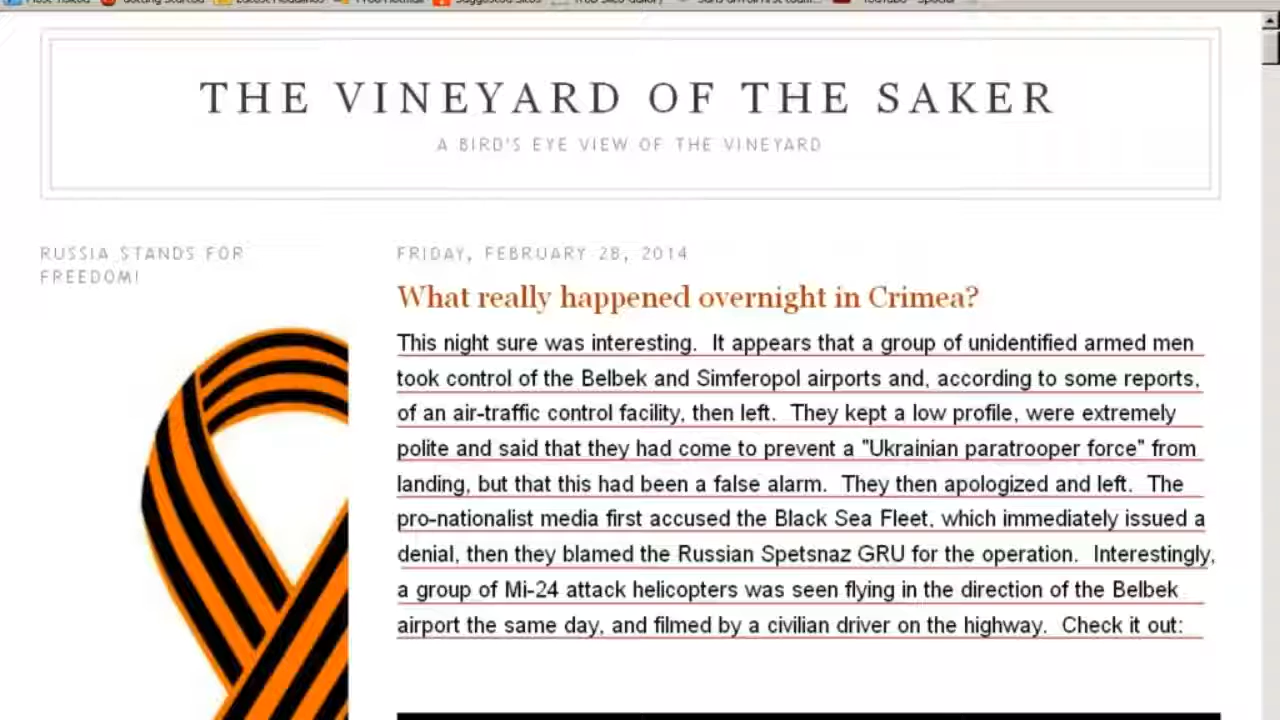 THE VINEYARD OF THE SAKER
A BIRD'S EYE VIEW OF THE VINEYARD
RUSSIA STANDS FOR
FREEDOM!
FRIDAY, FEBRUARY 28, 2014
What really happened overnight in Crimea?
This night sure was interesting.  It appears that a group of unidentified armed men
took control of the Belbek and Simferopol airports and, according to some reports,
of an air-traffic control facility, then left.  They kept a low profile, were extremely
polite and said that they had come to prevent a "Ukrainian paratrooper force" from
landing, but that this had been a false alarm.  They then apologized and left.  The
pro-nationalist media first accused the Black Sea Fleet, which immediately issued a
denial, then they blamed the Russian Spetsnaz GRU for the operation.  Interestingly,
a group of Mi-24 attack helicopters was seen flying in the direction of the Belbek
airport the same day, and filmed by a civilian driver on the highway.  Check it out: